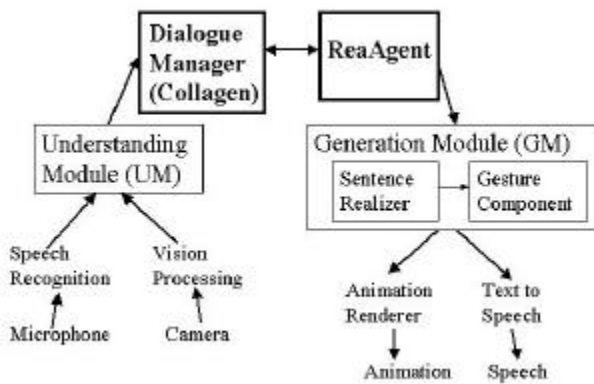 Dialogue
Manager
(Collagen)
ReaAgent
Understanding
Module (UM)
Generation Module (GM)
Sentence
Realizer
Gesture
Component
Speech
Recognition
Vision
Processing
Microphone
Camera
Animation
Renderer
Text to
Speech
Animation
Speech